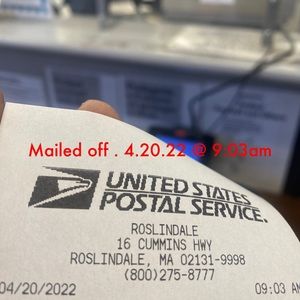 Mailed off . 4.20.22 @ 9:03am
UNITED STATES
POSTAL SERVICE.
ROSLINDALE
16 CUMMINS HWY
ROSLINDALE, MA 02131-9998
(800)275-8777
04/20/2022 09:03 AM